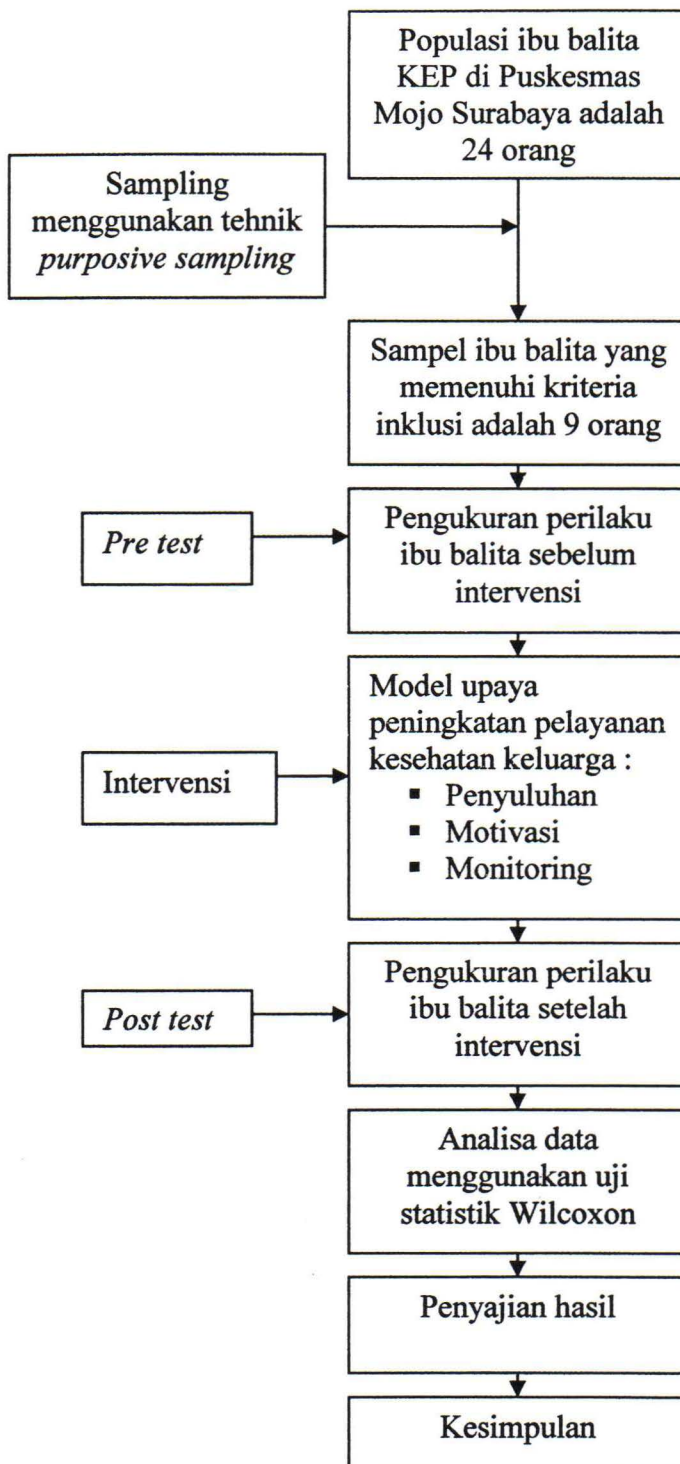 Populasi ibu balita
KEP di Puskesmas
Mojo Surabaya adalah
24 orang
Sampling
menggunakan tehnik
purposive sampling
Sampel ibu balita yang
memenuhi kriteria
inklusi adalah 9 orang
Pre test
Pengukuran perilaku
ibu balita sebelum
intervensi
Intervensi
Model upaya
peningkatan pelayanan
kesehatan keluarga :
▪ Penyuluhan
▪ Motivasi
▪ Monitoring
Post test
Pengukuran perilaku
ibu balita setelah
intervensi
Analisa data
menggunakan uji
statistik Wilcoxon
Penyajian hasil
Kesimpulan